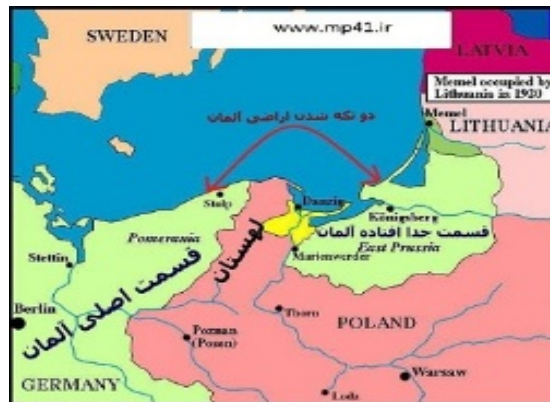 www.mp41.ir
SWEDEN
LATVIA
Memel occupied by
Lithuania in 1920
دو تکه شدن اراضی آلمان
Memel
LITHUANIA
Stolp
Danzig
Königsberg
لهستان
قسمت جدا افتاده آلمان
Pomerania
East Prussia
Marienwerder
Stettin
قسمت اصلی آلمان
Berlin
Thorn
Poznan
(Posen)
POLAND
Warsaw
GERMANY
Lodz